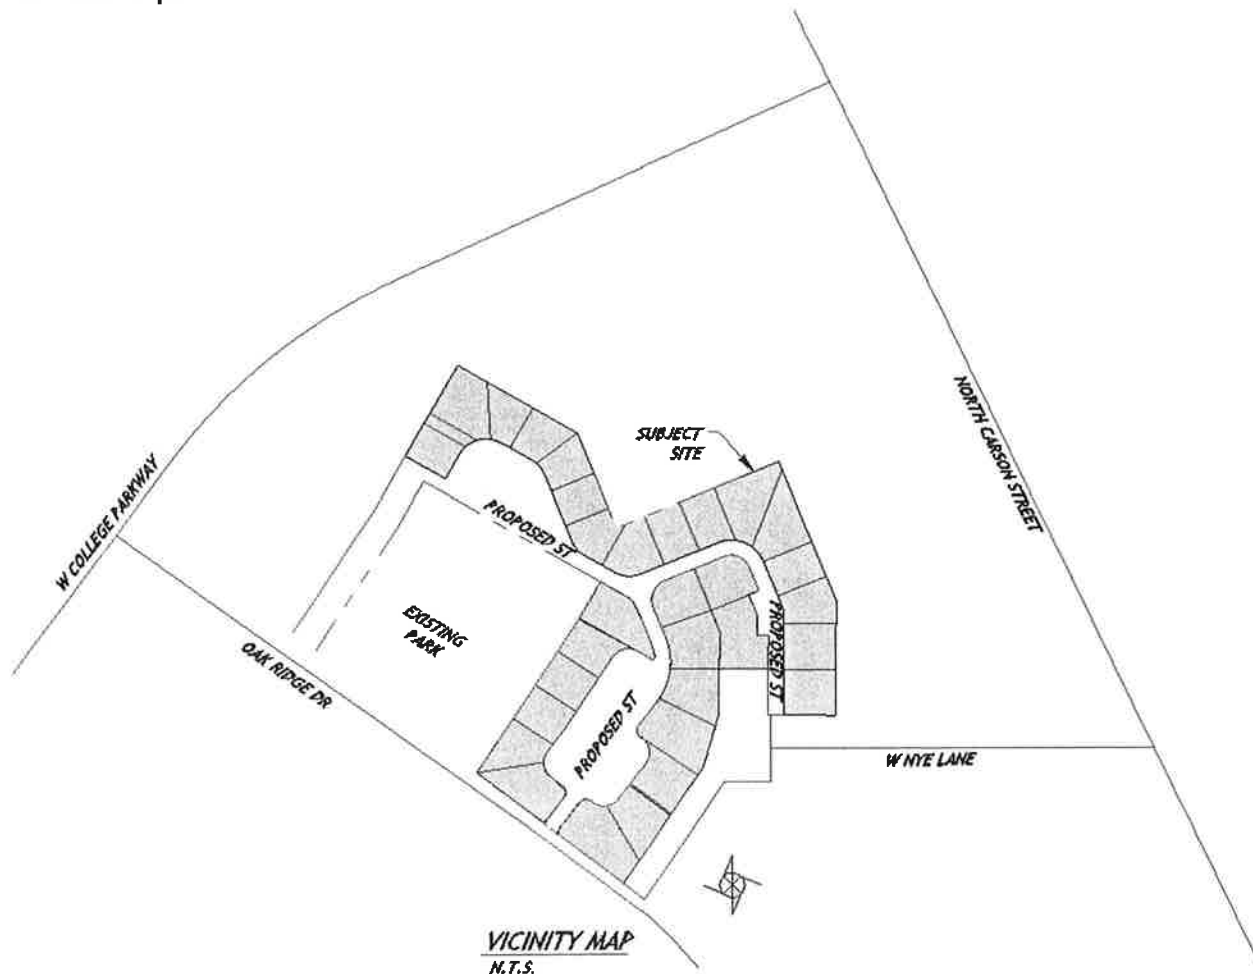 NORTH CARSON STREET
SUBJECT
SITE
W COLLEGE PARKWAY
PROPOSED ST
EXISTING
PARK
PROPOSED ST
OAK RIDGE DR
PROPOSED ST
W NYE LANE
VICINITY MAP
N.T.S.